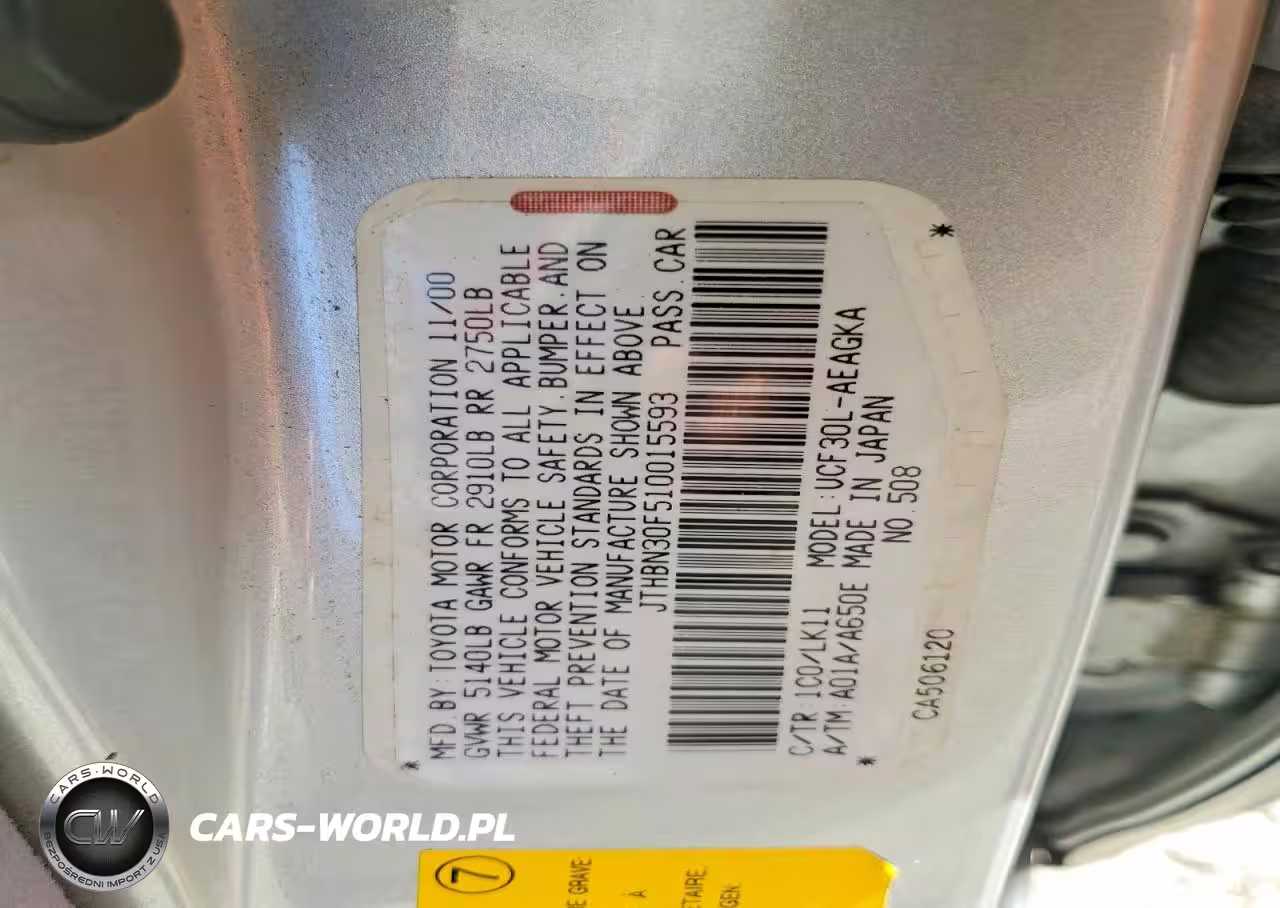 MFD.BY:TOYOTA MOTOR CORPORATION 11/00
GVWR 5140LB GAWR FR 2910LB RR 2750LB
THIS VEHICLE CONFORMS TO ALL APPLICABLE
FEDERAL MOTOR VEHICLE SAFETY.BUMPER.AND
THEFT PREVENTION STANDARDS IN EFFECT ON
THE DATE OF MANUFACTURE SHOWN ABOVE.
JTHBN30F510015593 PASS.CAR
C/TR:1C0/LK11 MODEL:UCF30L-AEAGKA
A/TM:A01A/A650E MADE IN JAPAN
NO.508
CA506120
7
GRAVE
À
ETAIRE.
GEN.
CARS-WORLD
CW
BEZPOŚREDNI IMPORT Z USA
CARS-WORLD.PL